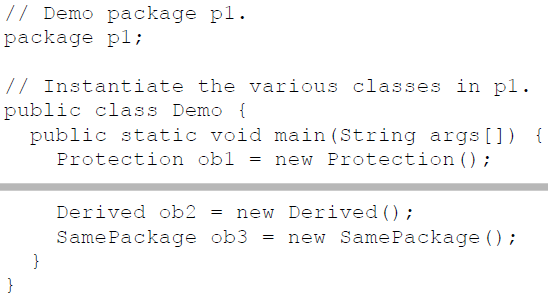 // Demo package p1.
package p1;

// Instantiate the various classes in p1.
public class Demo {
  public static void main(String args[]) {
    Protection ob1 = new Protection();

    Derived ob2 = new Derived();
    SamePackage ob3 = new SamePackage();
  }
}